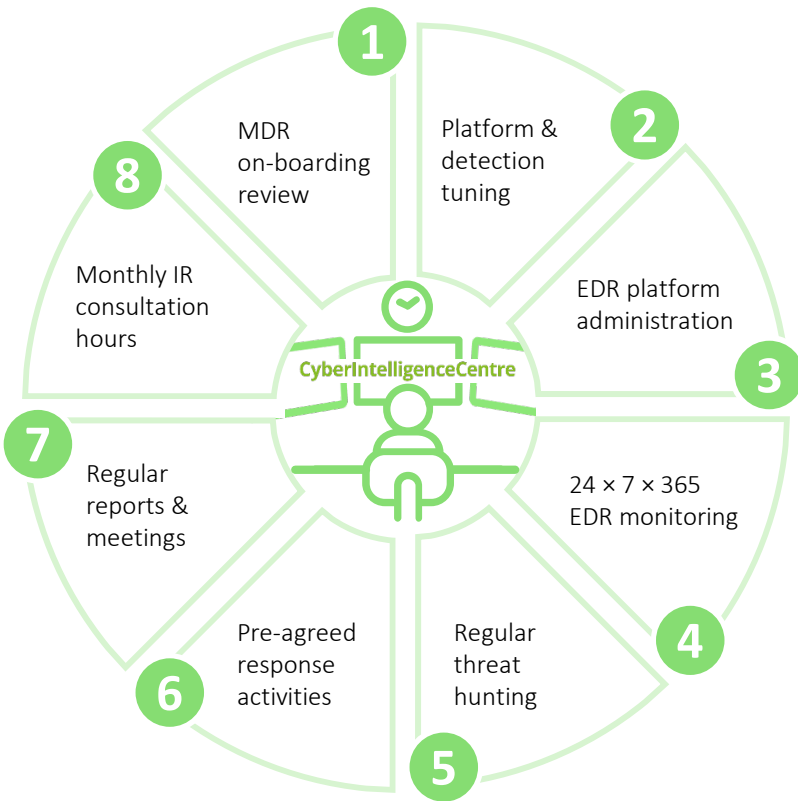 1
MDR
on-boarding
review
2
Platform &
detection
tuning
3
EDR platform
administration
4
24 × 7 × 365
EDR monitoring
5
Regular
threat
hunting
6
Pre-agreed
response
activities
7
Regular
reports &
meetings
8
Monthly IR
consultation
hours
CyberIntelligenceCentre